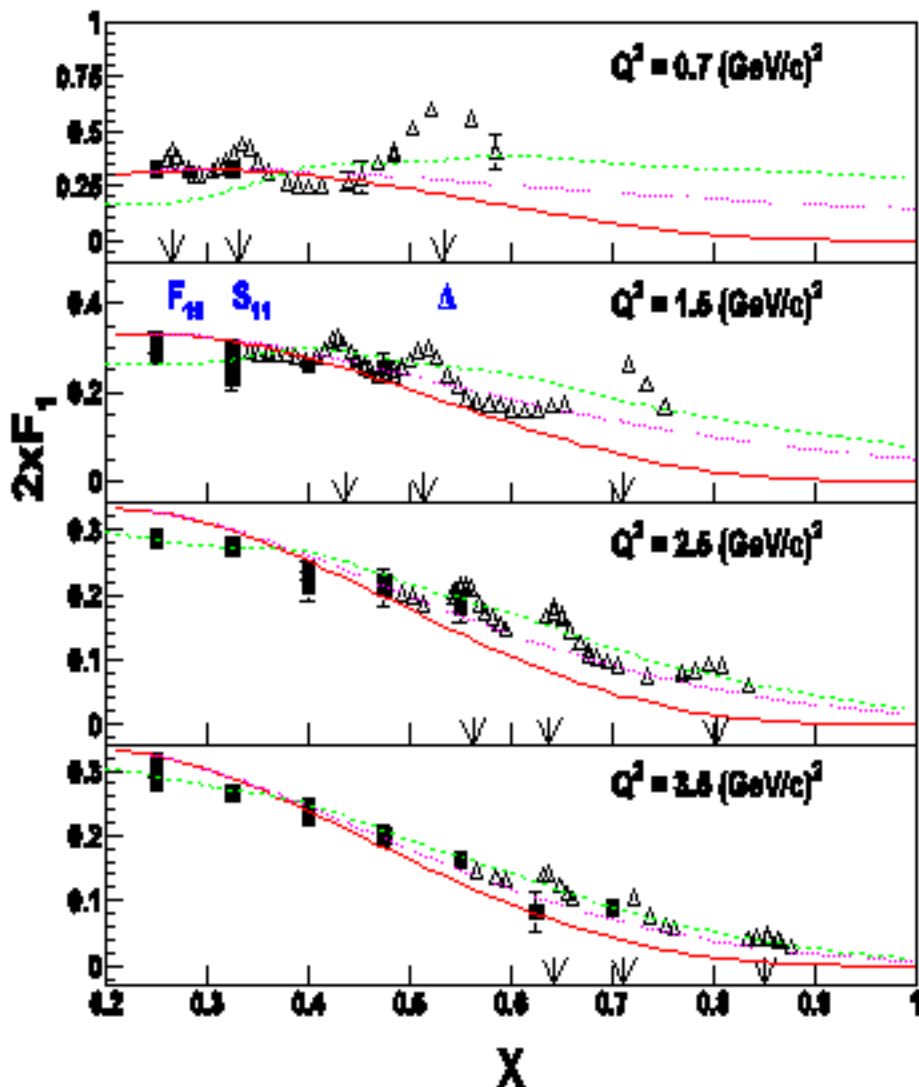 1
0.75
0.5
0.25
0
Q² = 0.7 (GeV/c)²
F₁₅ S₁₁ Δ
Q² = 1.5 (GeV/c)²
0.4
0.2
0
2xF₁
Q² = 2.5 (GeV/c)²
0.3
0.2
0.1
0
Q² = 3.5 (GeV/c)²
0.3
0.2
0.1
0
0.2 0.3 0.4 0.5 0.6 0.7 0.8 0.9 1
X